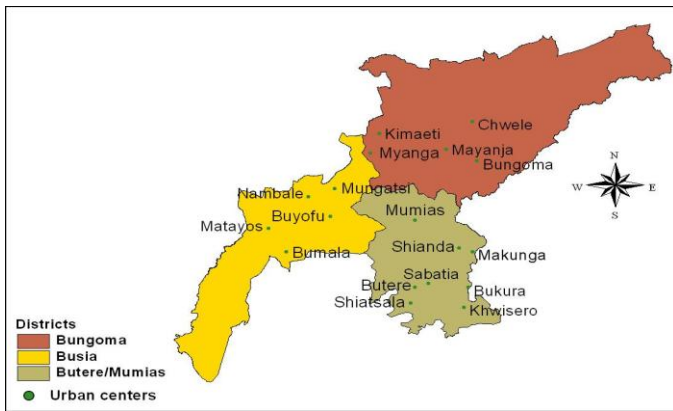 Chwele
Kimaeti
Mayanja
Myanga
Bungoma
N
W E
S
Mungatsi
Nambale
Buyofu
Mumias
Matayos
Shianda
Makunga
Bumala
Sabatia
Butere
Bukura
Shiatsala
Khwisero
Districts
Bungoma
Busia
Butere/Mumias
Urban centers